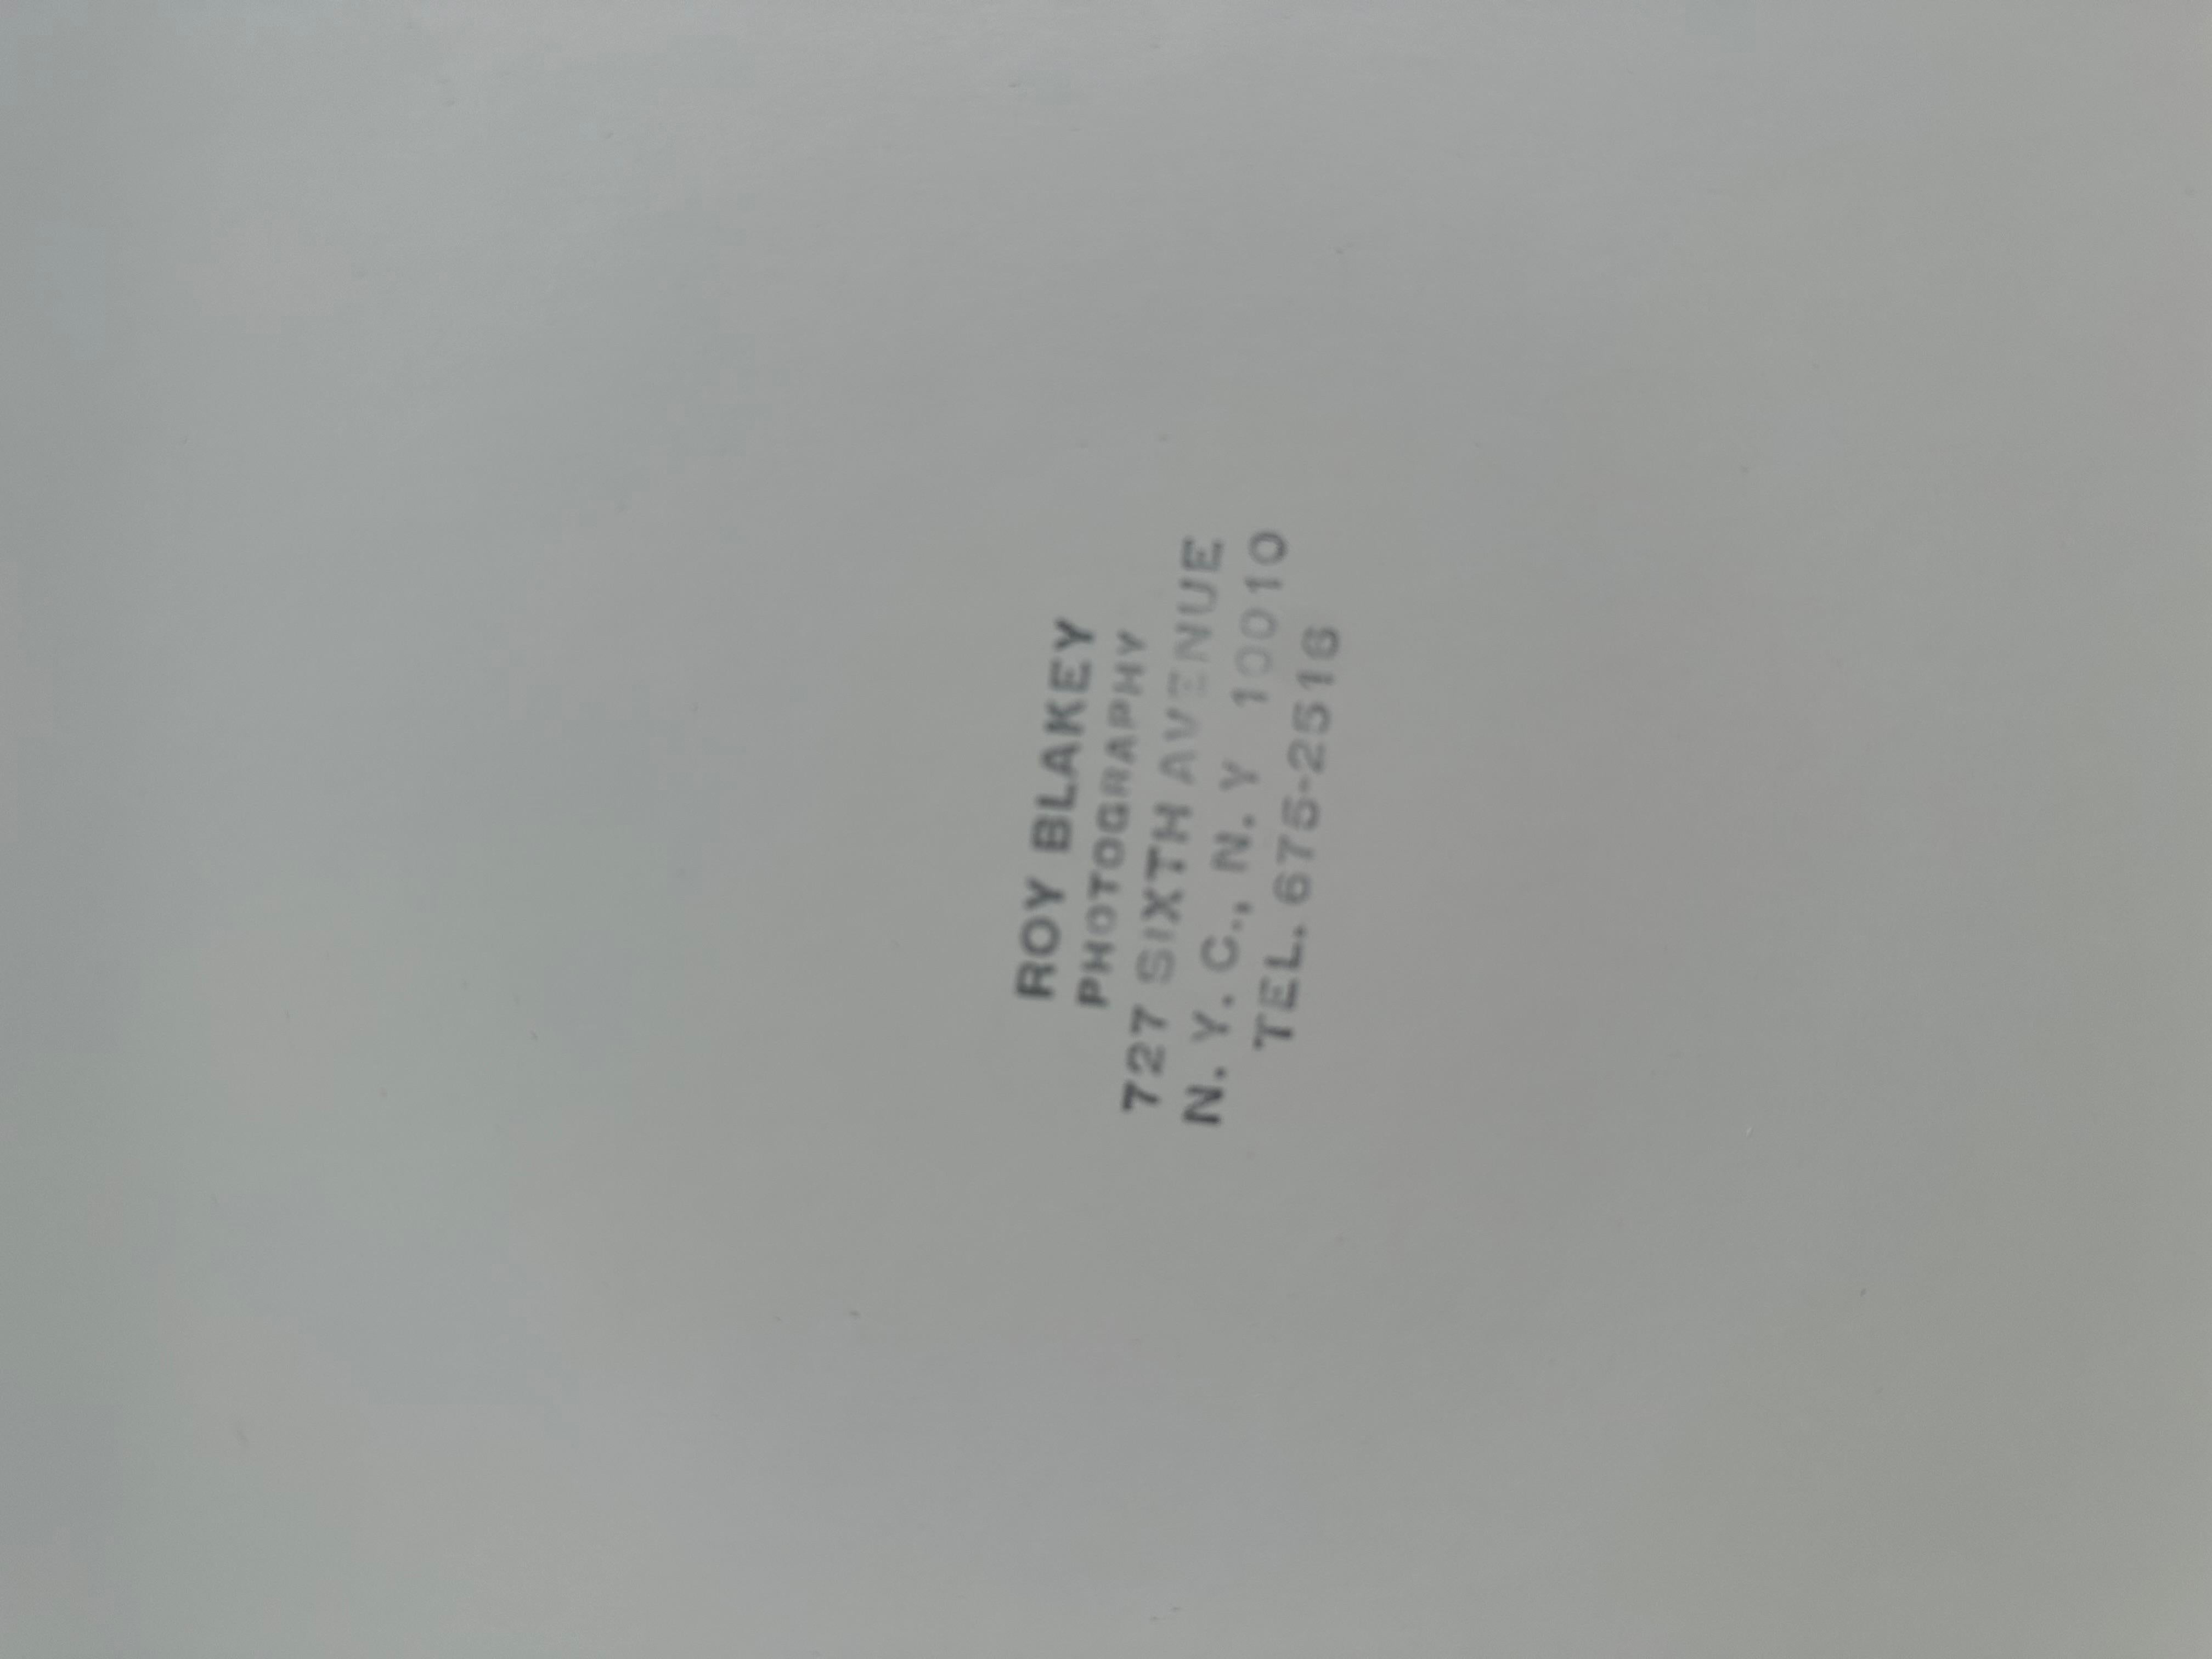 ROY BLAKEY
PHOTOGRAPHY
727 SIXTH AVENUE
N. Y. C., N. Y 10010
TEL. 675-2516